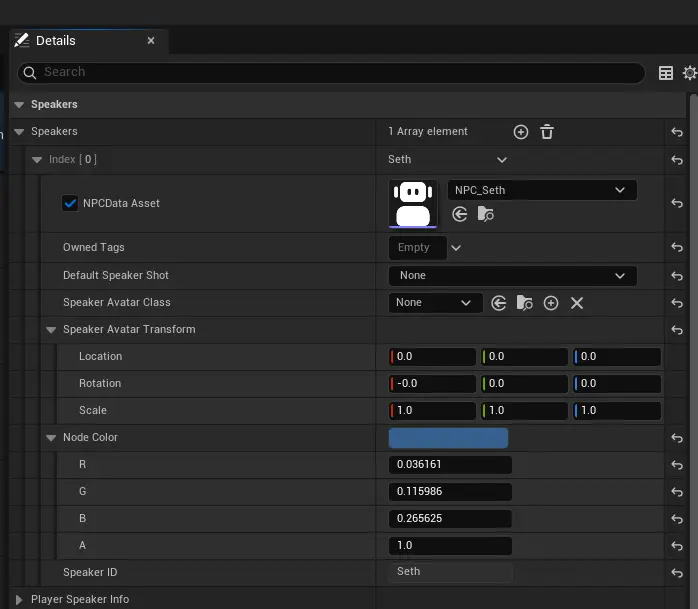 Details
Search
Speakers
Speakers 1 Array element
Index [ 0 ] Seth
NPCData Asset NPC_Seth
Owned Tags Empty
Default Speaker Shot None
Speaker Avatar Class None
Speaker Avatar Transform
Location 0.0 0.0 0.0
Rotation -0.0 0.0 0.0
Scale 1.0 1.0 1.0
Node Color
R 0.036161
G 0.115986
B 0.265625
A 1.0
Speaker ID Seth
Player Speaker Info